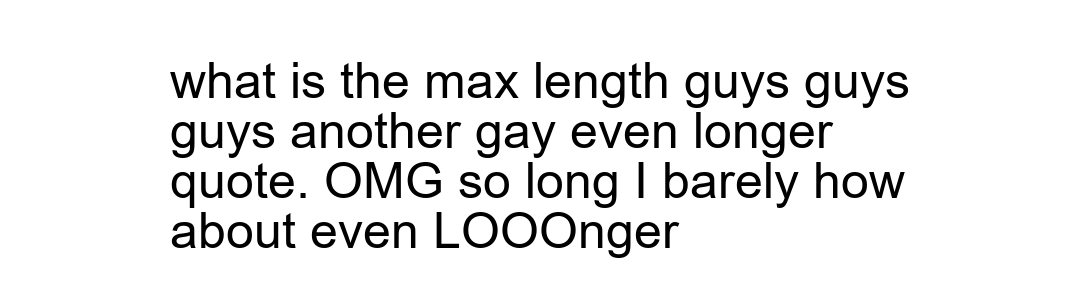 what is the max length guys guys
guys another gay even longer
quote. OMG so long I barely how
about even LOOOnger